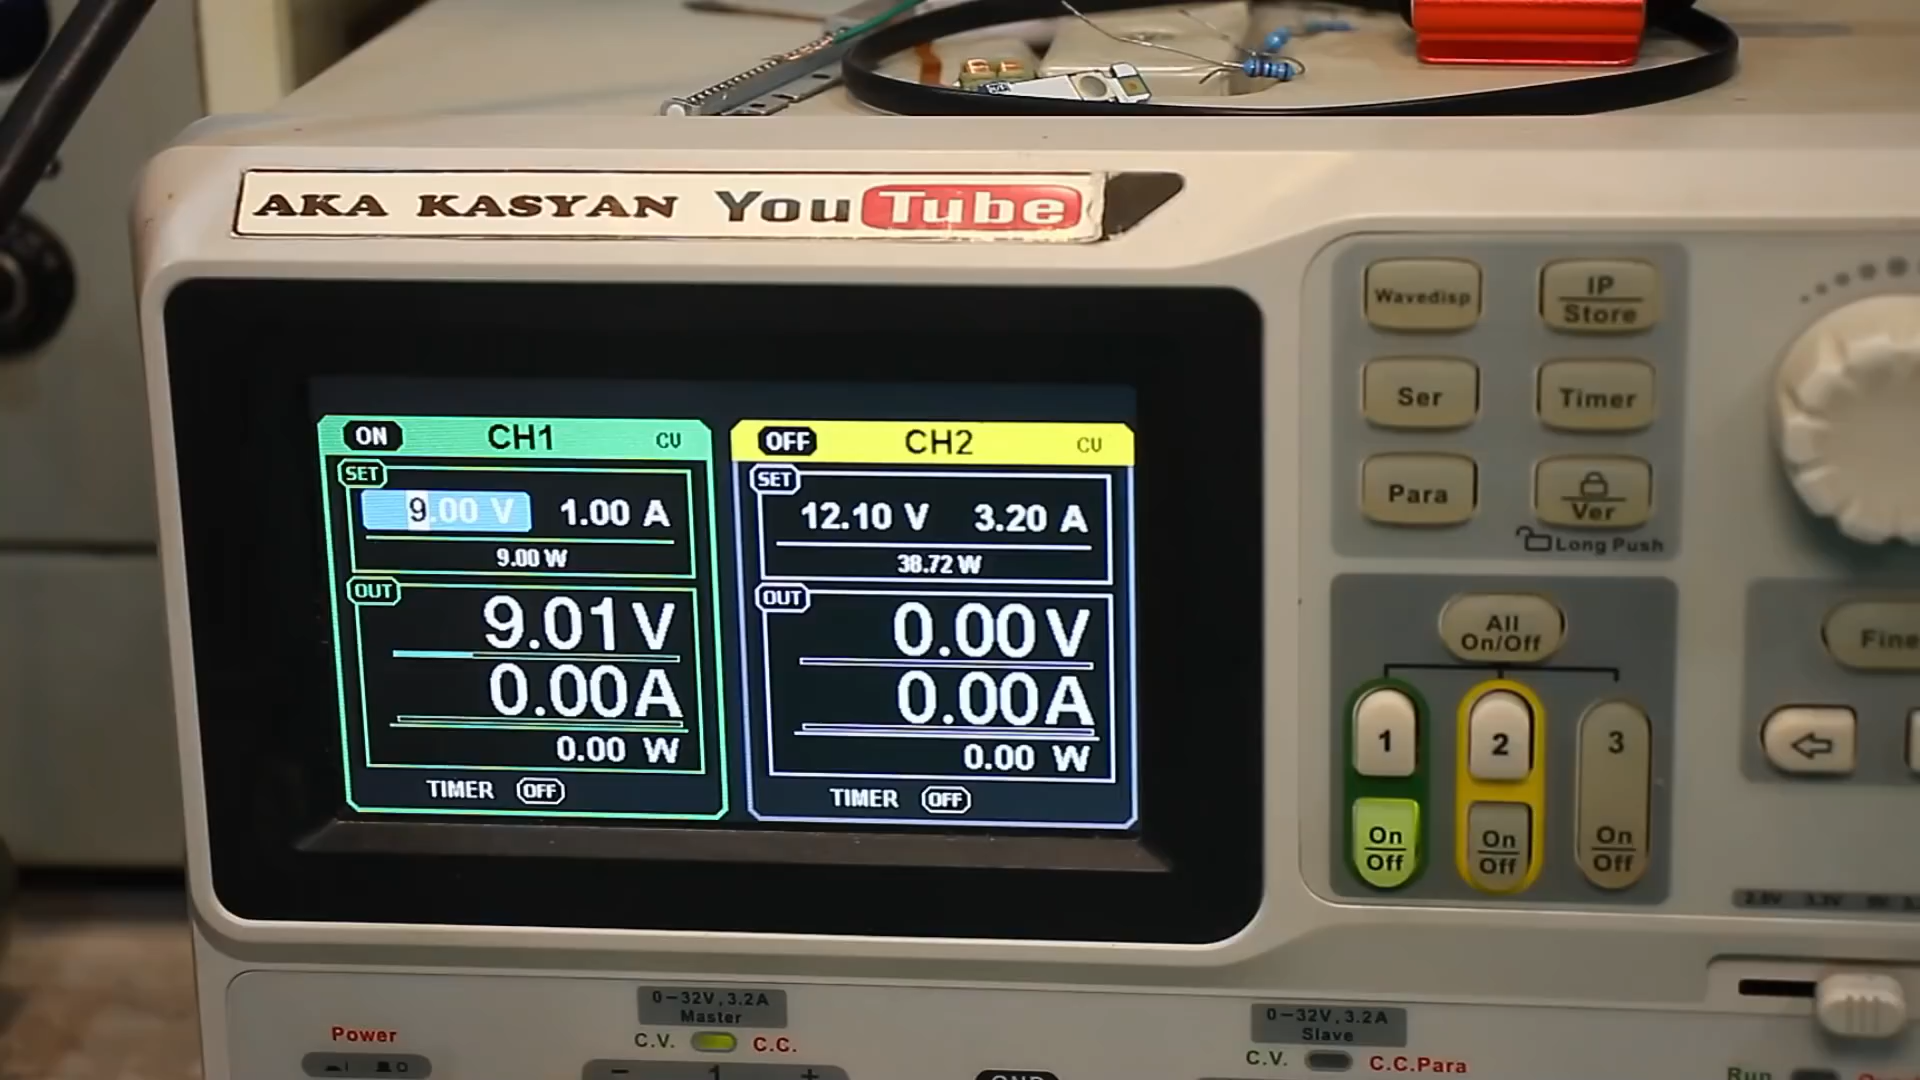 AKA KASYAN YouTube
ON CH1 CV
SET
9.00 V 1.00 A
9.00 W
OUT
9.01V
0.00A
0.00 W
TIMER OFF
OFF CH2 CV
SET
12.10 V 3.20 A
38.72 W
OUT
0.00V
0.00A
0.00 W
TIMER OFF
Wavedisp
IP
Store
Ser
Timer
Para
Ver
Long Push
All
On/Off
1
2
3
On
Off
On
Off
On
Off
Fine
Power
0-32V, 3.2A
Master
C.V. C.C.
- 1 +
0-32V, 3.2A
Slave
C.V. C.C.Para
GND
Run